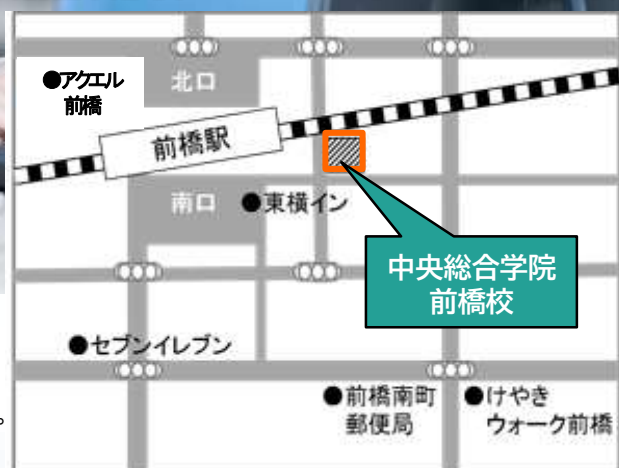 ●アクエル
前橋
北口
前橋駅
南口
●東横イン
中央総合学院
前橋校
●セブンイレブン
●前橋南町
郵便局
●けやき
ウォーク前橋
。